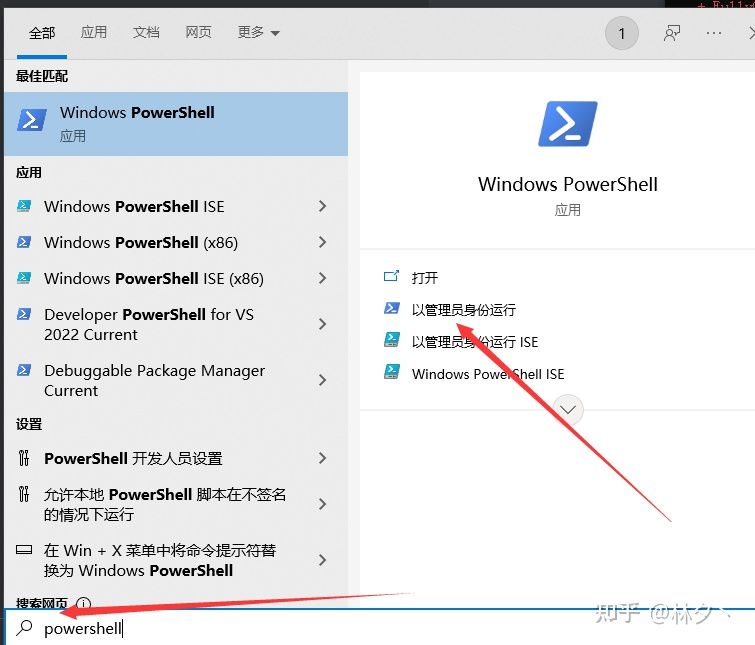 + Fully
全部
应用
文档
网页
更多
1
最佳匹配
Windows PowerShell
应用
应用
Windows PowerShell ISE
Windows PowerShell (x86)
Windows PowerShell ISE (x86)
Developer PowerShell for VS
2022 Current
Debuggable Package Manager
Current
设置
PowerShell 开发人员设置
允许本地 PowerShell 脚本在不签名
的情况下运行
在 Win + X 菜单中将命令提示符替
换为 Windows PowerShell
搜索网页
powershell
Windows PowerShell
应用
打开
以管理员身份运行
以管理员身份运行 ISE
Windows PowerShell ISE
知乎 @林夕丶